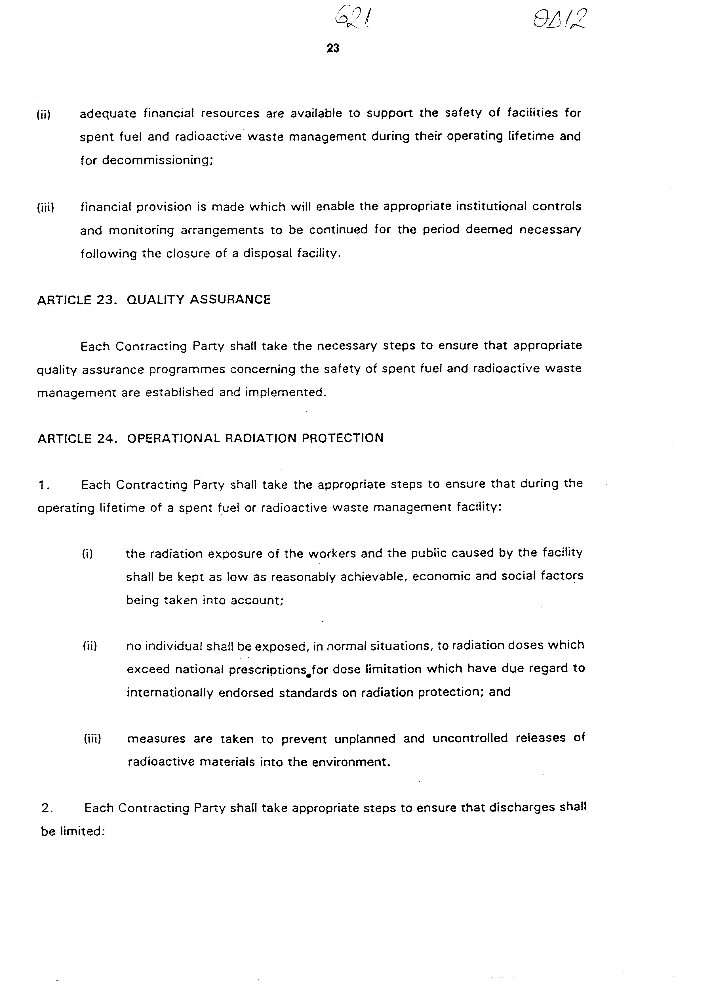 621 ΘΔ12
23
(ii) adequate financial resources are available to support the safety of facilities for
spent fuel and radioactive waste management during their operating lifetime and
for decommissioning;
(iii) financial provision is made which will enable the appropriate institutional controls
and monitoring arrangements to be continued for the period deemed necessary
following the closure of a disposal facility.
ARTICLE 23. QUALITY ASSURANCE
Each Contracting Party shall take the necessary steps to ensure that appropriate
quality assurance programmes concerning the safety of spent fuel and radioactive waste
management are established and implemented.
ARTICLE 24. OPERATIONAL RADIATION PROTECTION
1. Each Contracting Party shall take the appropriate steps to ensure that during the
operating lifetime of a spent fuel or radioactive waste management facility:
(i) the radiation exposure of the workers and the public caused by the facility
shall be kept as low as reasonably achievable, economic and social factors
being taken into account;
(ii) no individual shall be exposed, in normal situations, to radiation doses which
exceed national prescriptions for dose limitation which have due regard to
internationally endorsed standards on radiation protection; and
(iii) measures are taken to prevent unplanned and uncontrolled releases of
radioactive materials into the environment.
2. Each Contracting Party shall take appropriate steps to ensure that discharges shall
be limited: